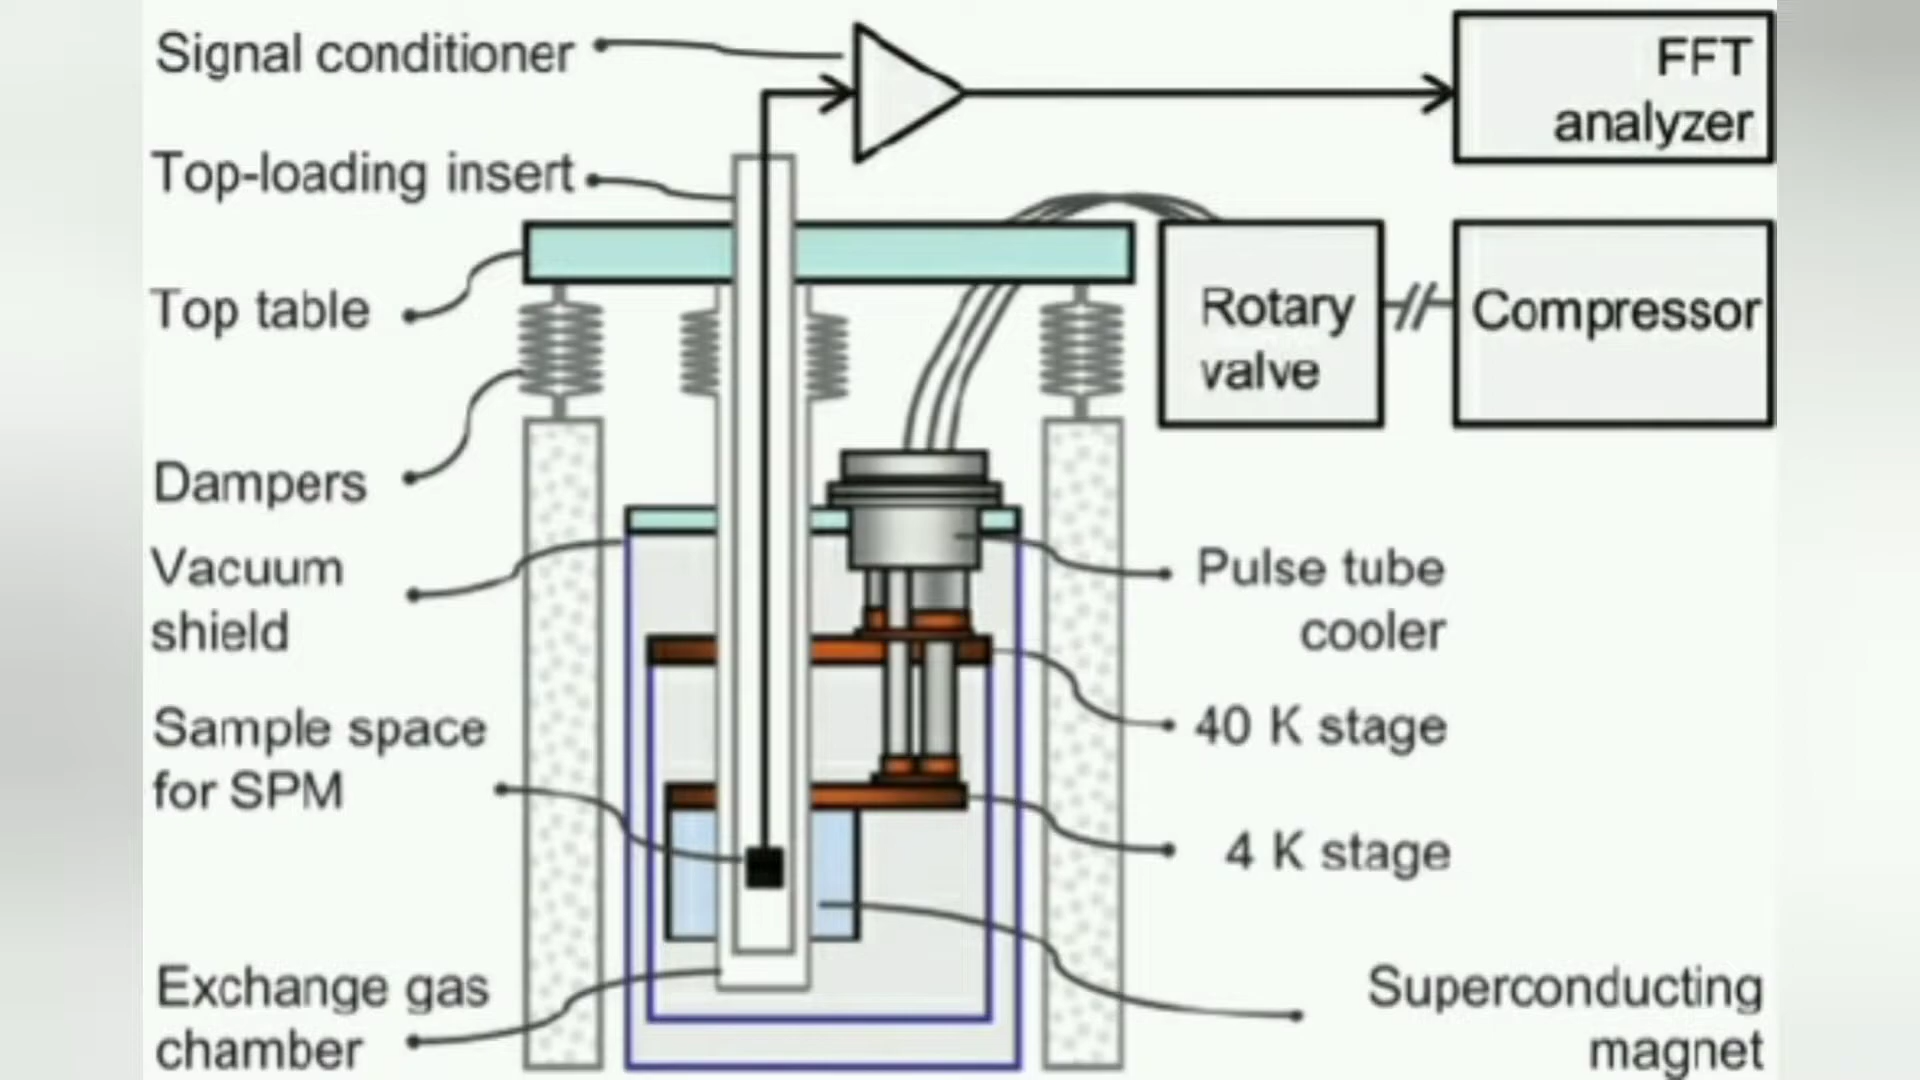 Signal conditioner
FFT
analyzer
Top-loading insert
Top table
Rotary
valve
Compressor
Dampers
Vacuum
shield
Pulse tube
cooler
Sample space
for SPM
40 K stage
4 K stage
Exchange gas
chamber
Superconducting
magnet